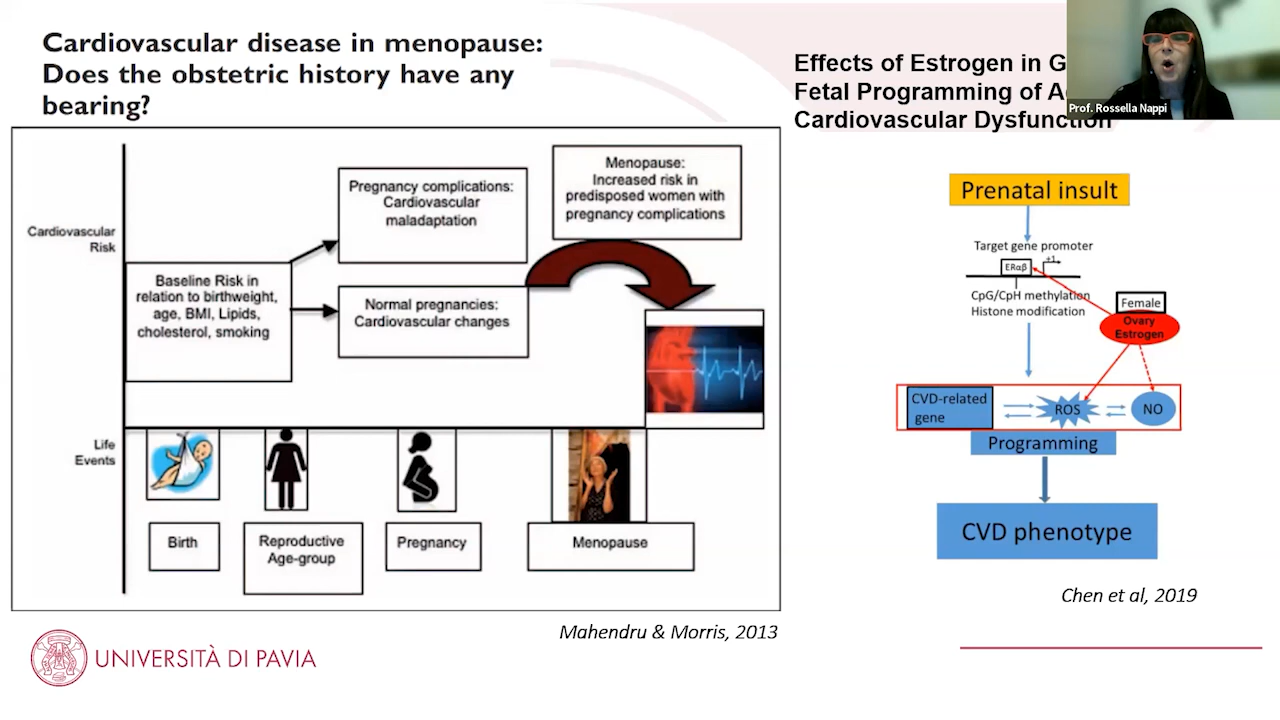 Cardiovascular disease in menopause:
Does the obstetric history have any
bearing?
Cardiovascular
Risk
Baseline Risk in
relation to birthweight,
age, BMI, Lipids,
cholesterol, smoking
Pregnancy complications:
Cardiovascular
maladaptation
Normal pregnancies:
Cardiovascular changes
Menopause:
Increased risk in
predisposed women with
pregnancy complications
Life
Events
Birth
Reproductive
Age-group
Pregnancy
Menopause
Mahendru & Morris, 2013
UNIVERSITÀ DI PAVIA
Effects of Estrogen in
Fetal Programming of
Cardiovascular Dysfunction
Prof. Rossella Nappi
Prenatal insult
Target gene promoter
ERαβ
+1
CpG/CpH methylation
Histone modification
Female
Ovary
Estrogen
CVD-related
gene
ROS
NO
Programming
CVD phenotype
Chen et al, 2019